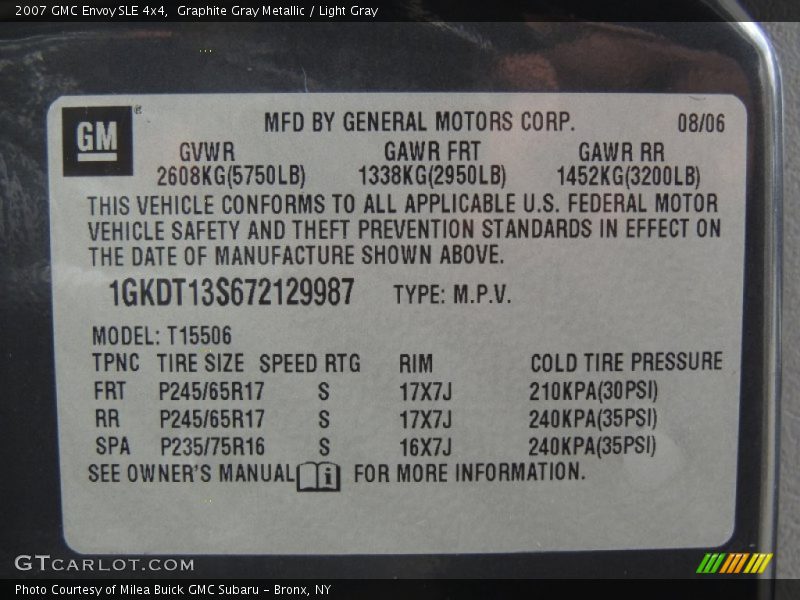 2007 GMC Envoy SLE 4x4,  Graphite Gray Metallic / Light Gray
GM ®
MFD BY GENERAL MOTORS CORP. 08/06
GVWR GAWR FRT GAWR RR
2608KG(5750LB) 1338KG(2950LB) 1452KG(3200LB)
THIS VEHICLE CONFORMS TO ALL APPLICABLE U.S. FEDERAL MOTOR
VEHICLE SAFETY AND THEFT PREVENTION STANDARDS IN EFFECT ON
THE DATE OF MANUFACTURE SHOWN ABOVE.
1GKDT13S672129987 TYPE: M.P.V.
MODEL: T15506
TPNC TIRE SIZE SPEED RTG RIM COLD TIRE PRESSURE
FRT P245/65R17 S 17X7J 210KPA(30PSI)
RR P245/65R17 S 17X7J 240KPA(35PSI)
SPA P235/75R16 S 16X7J 240KPA(35PSI)
SEE OWNER'S MANUAL i FOR MORE INFORMATION.
GTCARLOT.COM
Photo Courtesy of Milea Buick GMC Subaru - Bronx, NY